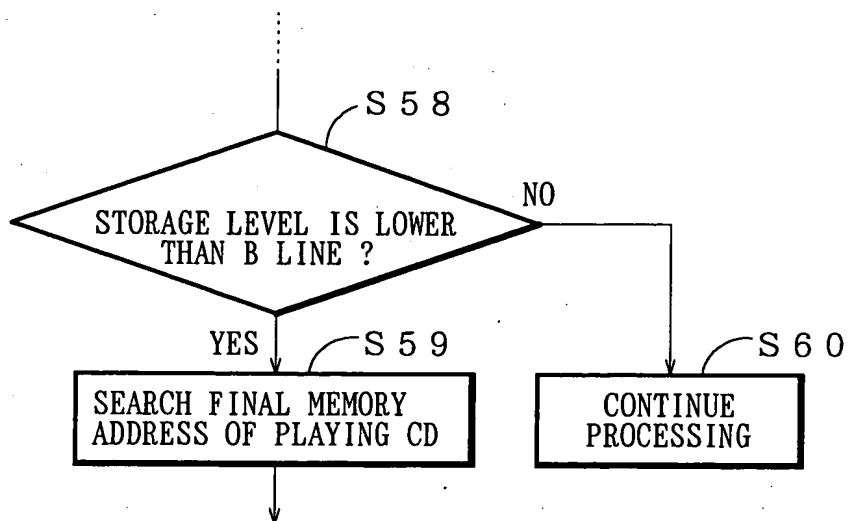 S58
NO
STORAGE LEVEL IS LOWER
THAN B LINE ?
YES
S59
S60
SEARCH FINAL MEMORY
ADDRESS OF PLAYING CD
CONTINUE
PROCESSING